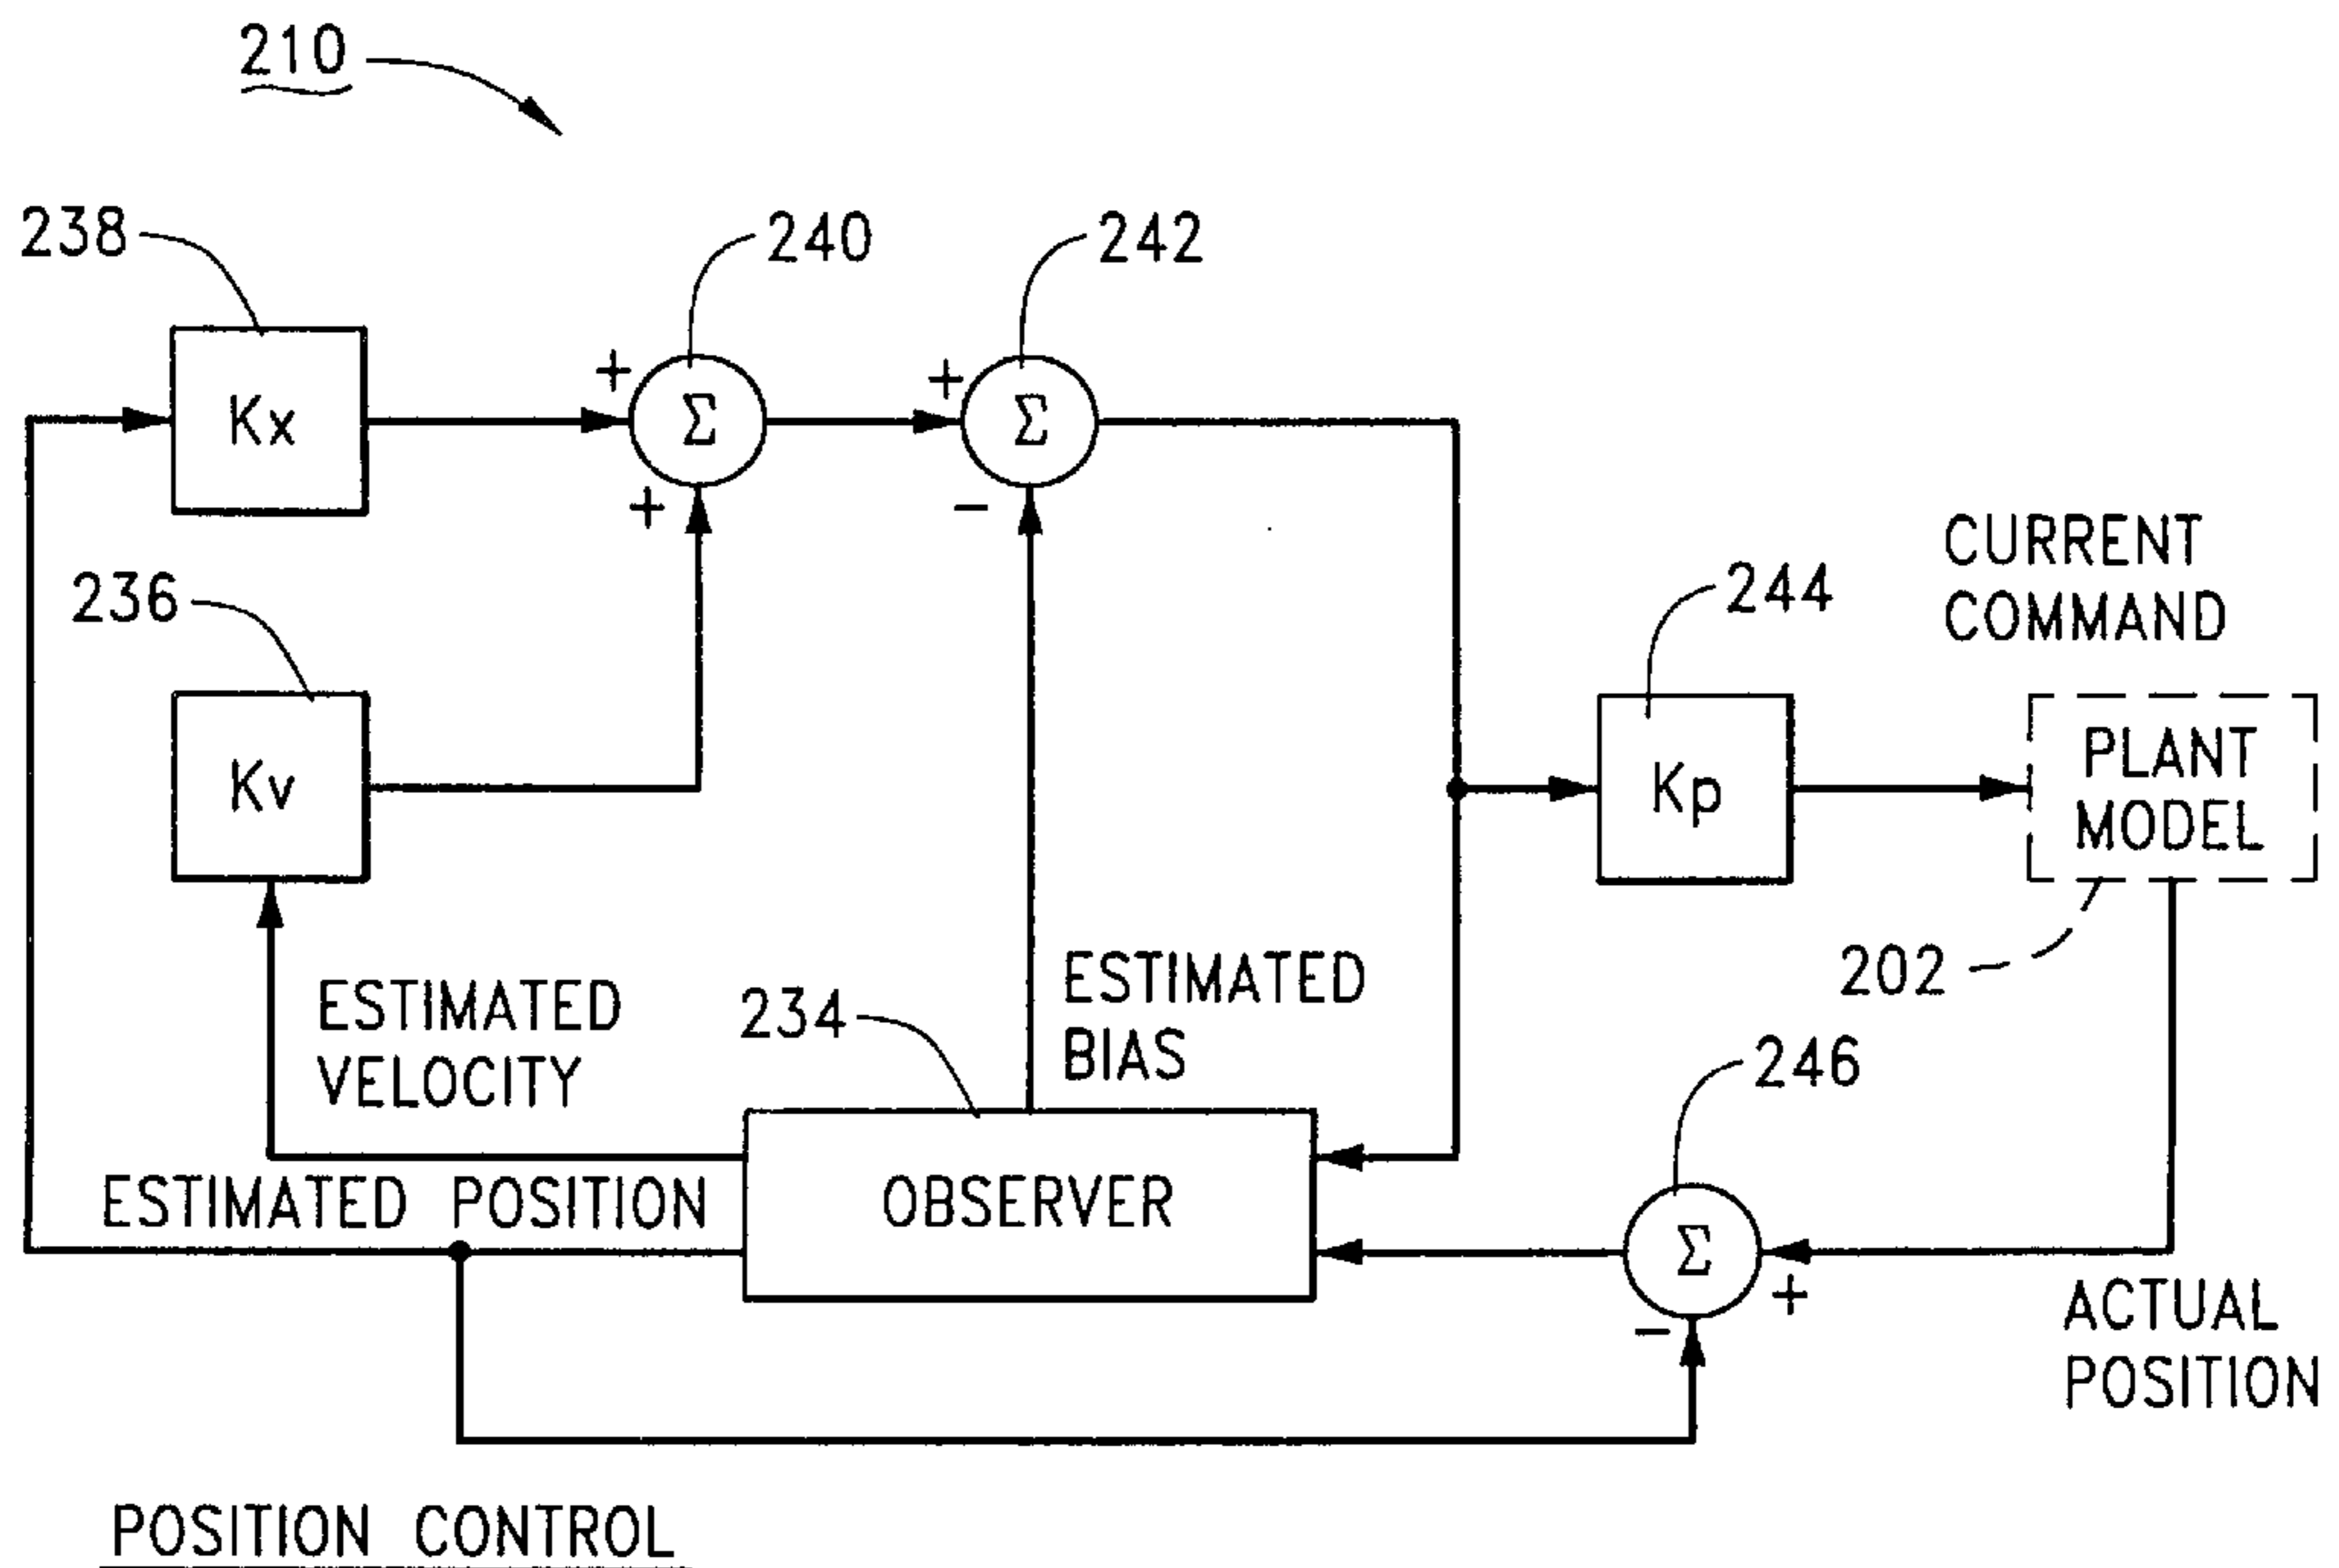 210
238
240
242
+
+
+
-
Kx
Σ
Σ
236
244
CURRENT
COMMAND
Kv
Kp
PLANT
MODEL
202
ESTIMATED
VELOCITY
234
ESTIMATED
BIAS
246
ESTIMATED POSITION
OBSERVER
Σ
+
-
ACTUAL
POSITION
POSITION CONTROL